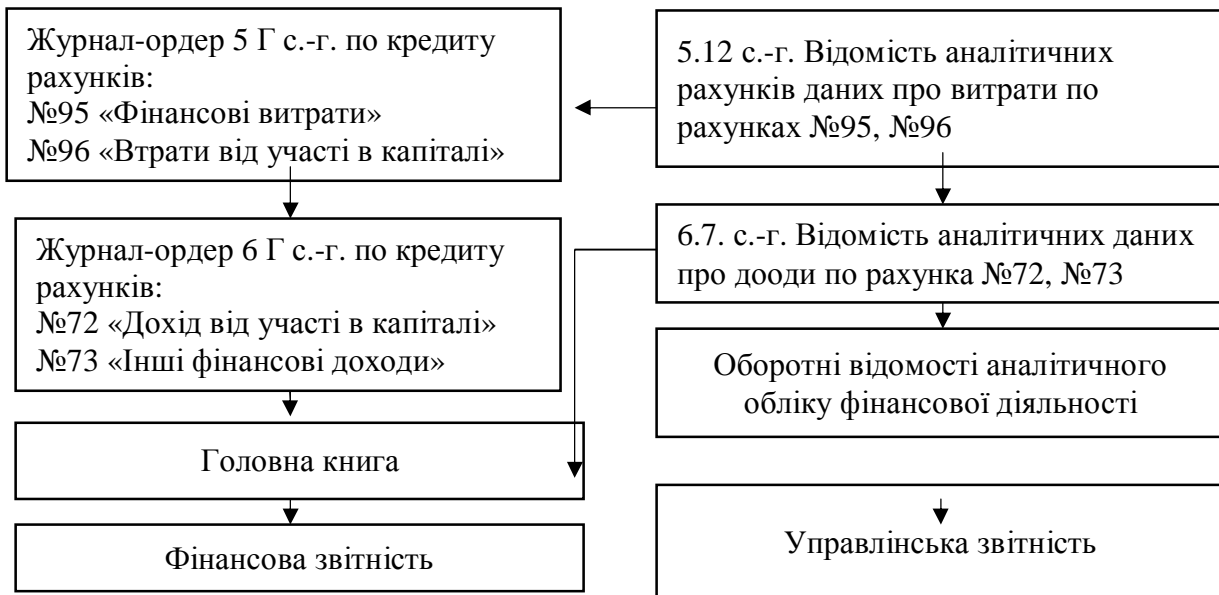 Журнал-ордер 5 Г с.-г. по кредиту
рахунків:
№95 «Фінансові витрати»
№96 «Втрати від участі в капіталі»
5.12 с.-г. Відомість аналітичних
рахунків даних про витрати по
рахунках №95, №96
Журнал-ордер 6 Г с.-г. по кредиту
рахунків:
№72 «Дохід від участі в капіталі»
№73 «Інші фінансові доходи»
6.7. с.-г. Відомість аналітичних даних
про дооди по рахунка №72, №73
Оборотні відомості аналітичного
обліку фінансової діяльності
Головна книга
Фінансова звітність
Управлінська звітність